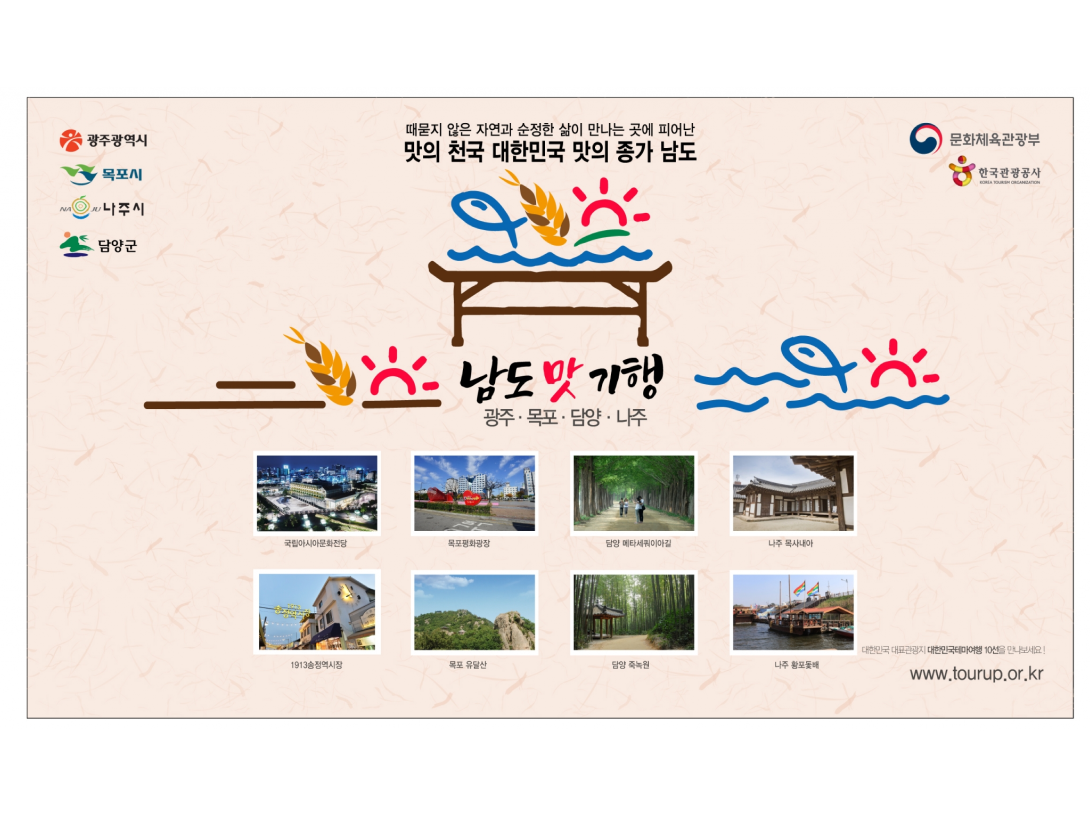 광주광역시
목포시
NA JU 나주시
담양군
때묻지 않은 자연과 순정한 삶이 만나는 곳에 피어난
맛의 천국 대한민국 맛의 종가 남도
문화체육관광부
한국관광공사
KOREA TOURISM ORGANIZATION
남도 맛 기행
광주 · 목포 · 담양 · 나주
국립아시아문화전당
목포평화광장
담양 메타세쿼이아길
나주 목사내아
1913송정역시장
목포 유달산
담양 죽녹원
나주 황포돛배
대한민국 대표관광지 대한민국테마여행 10선을 만나보세요 !
www.tourup.or.kr